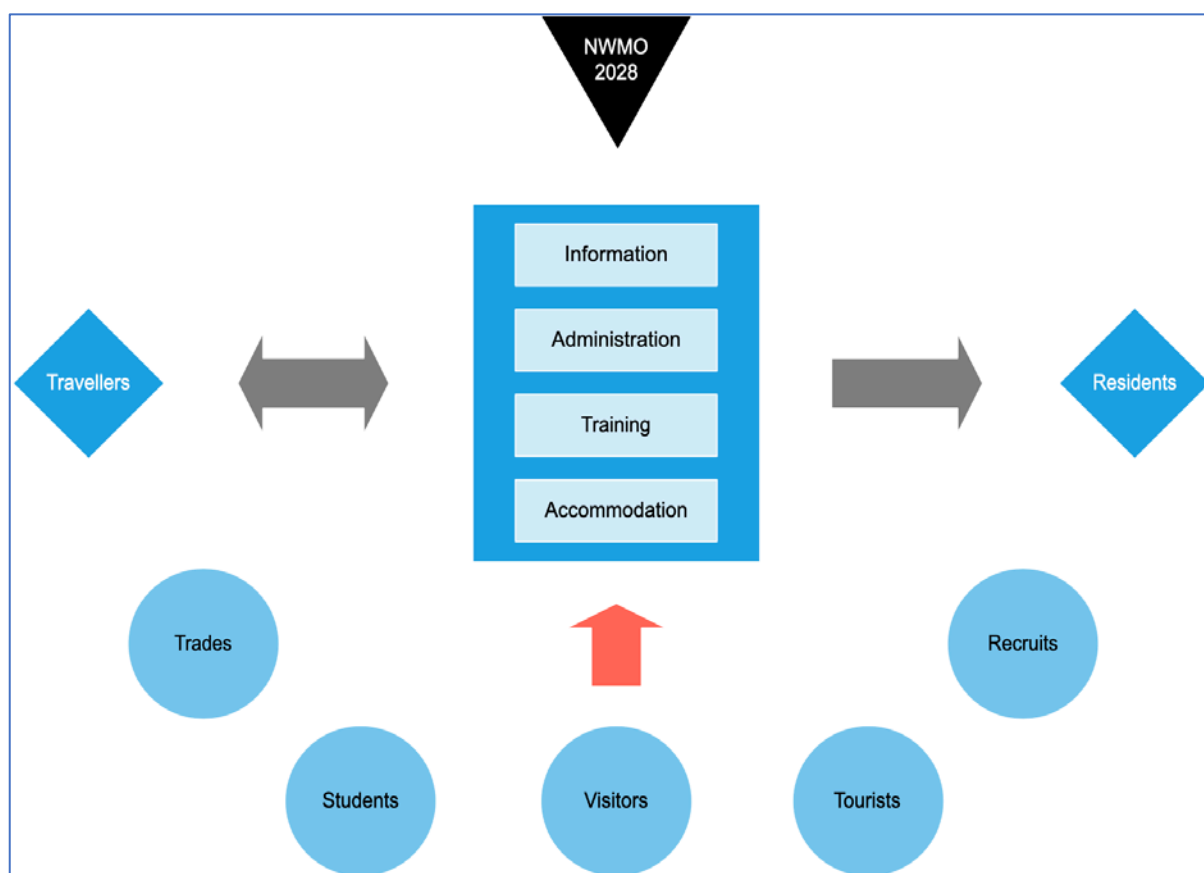 NWMO
2028
Information
Administration
Training
Accommodation
Travellers
Residents
Trades
Recruits
Students
Visitors
Tourists